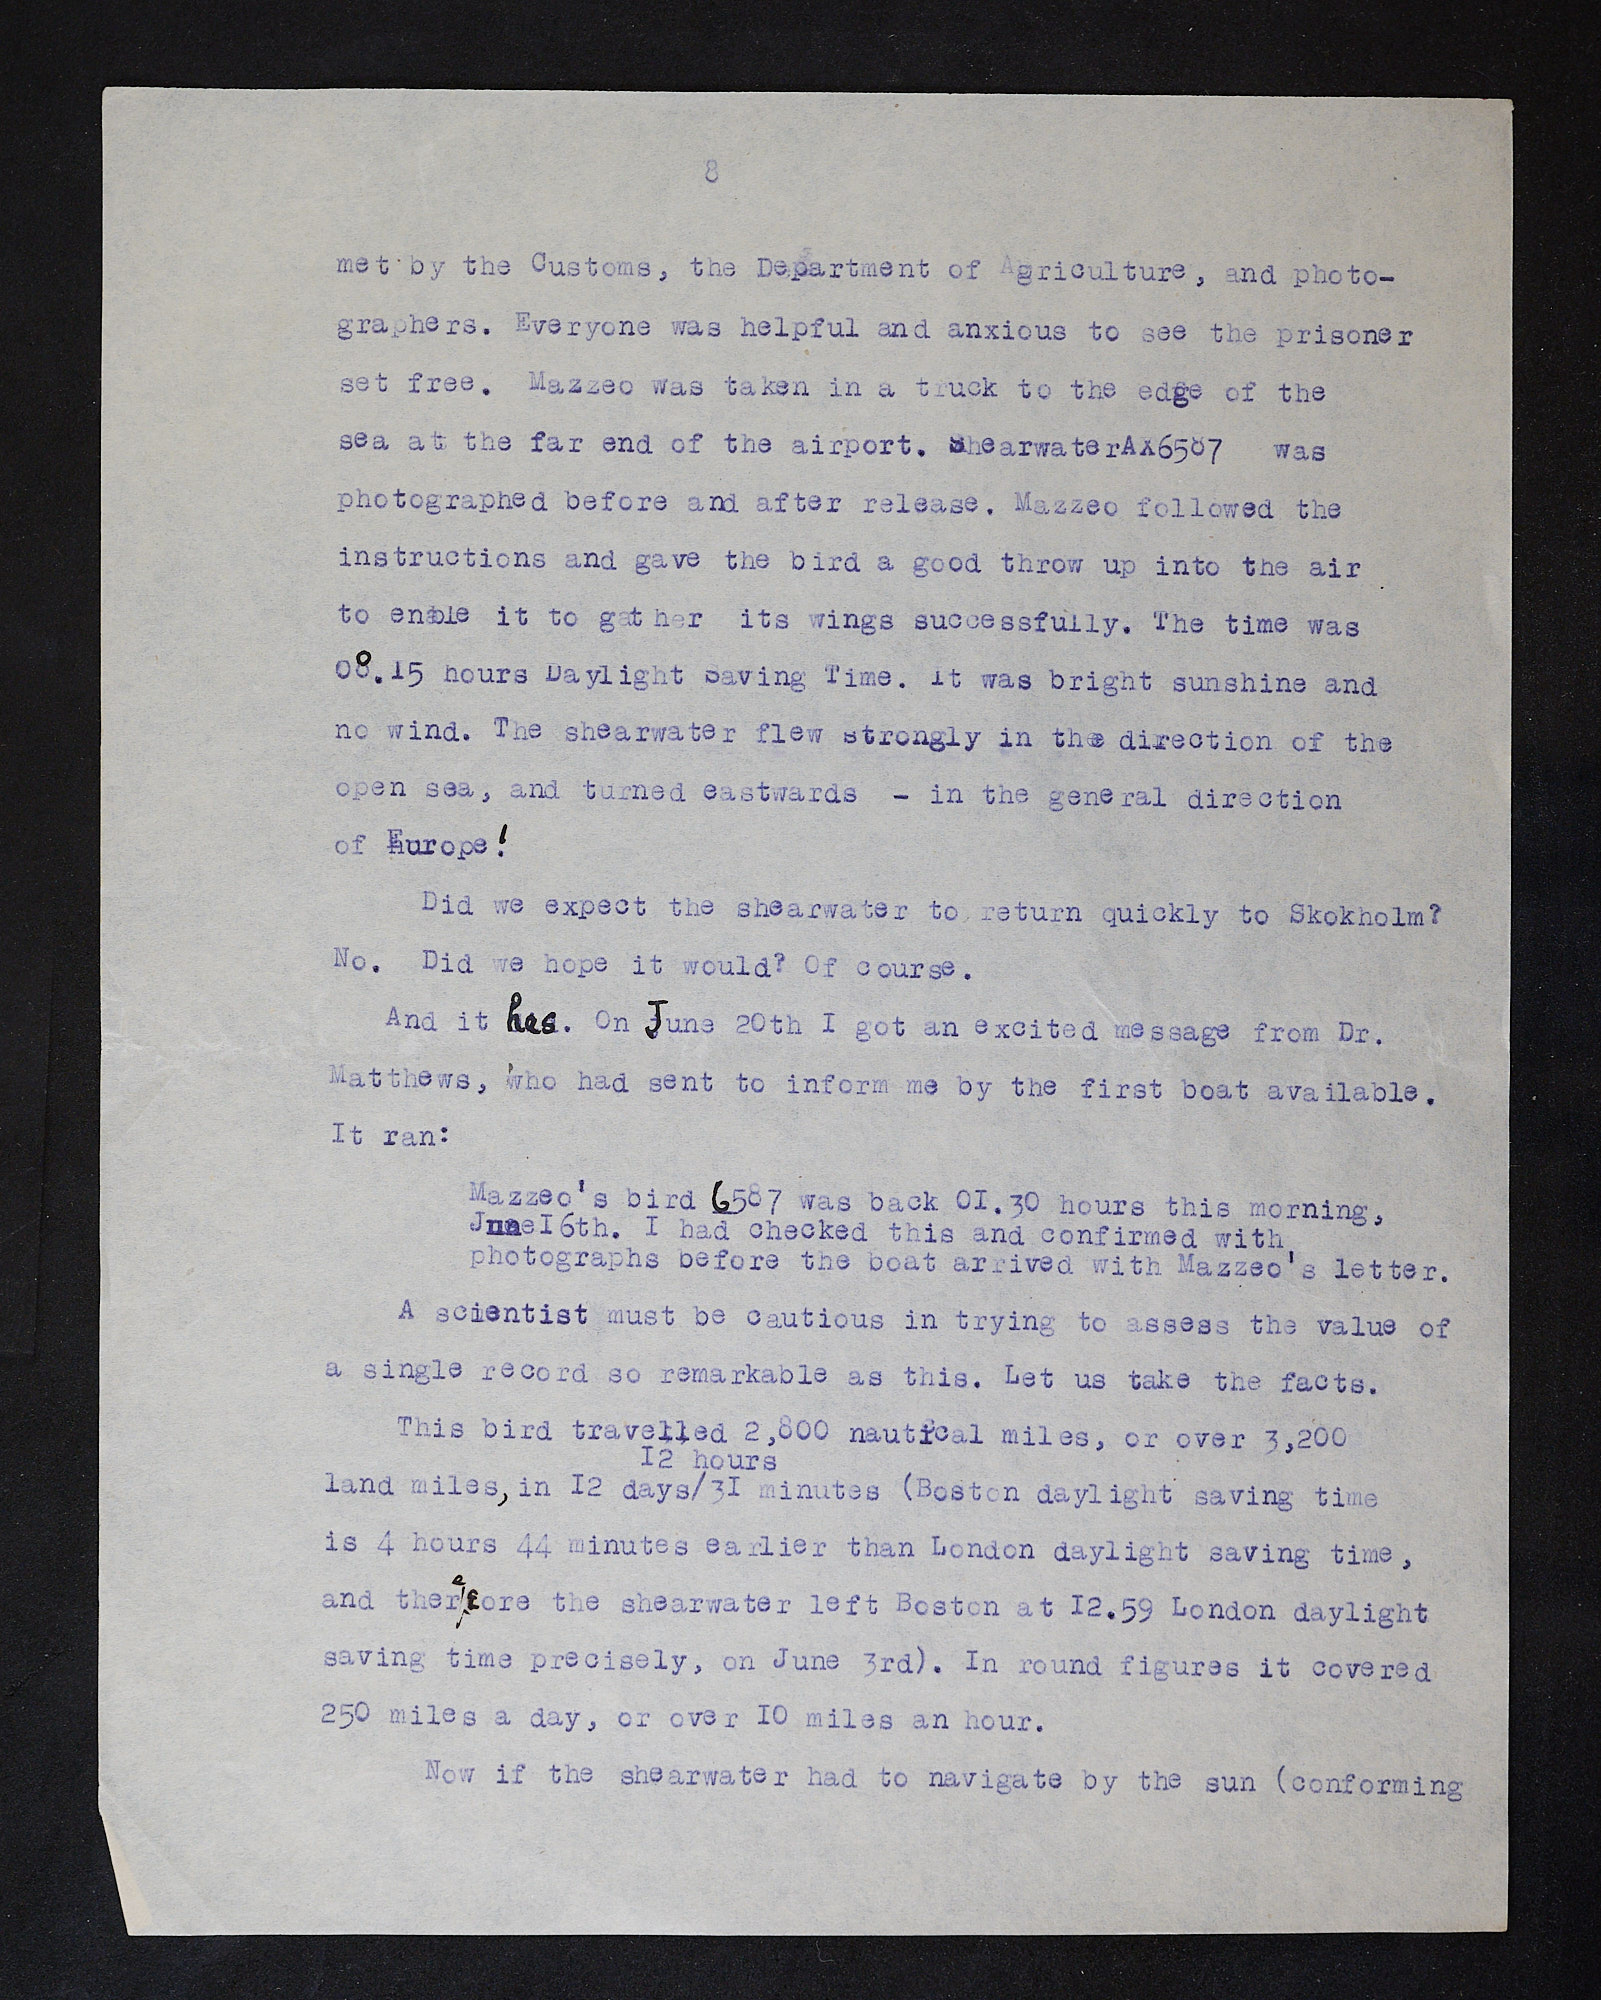 8
met by the Customs, the Department of Agriculture, and photo-
graphers. Everyone was helpful and anxious to see the prisoner
set free. Mazzeo was taken in a truck to the edge of the
sea at the far end of the airport. ShearwaterAX6587 was
photographed before and after release. Mazzeo followed the
instructions and gave the bird a good throw up into the air
to enable it to gather its wings successfully. The time was
08.15 hours Daylight Saving Time. It was bright sunshine and
no wind. The shearwater flew strongly in the direction of the
open sea, and turned eastwards - in the general direction
of Europe!
Did we expect the shearwater to return quickly to Skokholm?
No. Did we hope it would? Of course.
And it has. On June 20th I got an excited message from Dr.
Matthews, who had sent to inform me by the first boat available.
It ran:
Mazzeo's bird 6587 was back 01.30 hours this morning,
June16th. I had checked this and confirmed with
photographs before the boat arrived with Mazzeo's letter.
A scientist must be cautious in trying to assess the value of
a single record so remarkable as this. Let us take the facts.
This bird travelled 2,800 nautical miles, or over 3,200
12 hours
land miles, in 12 days/31 minutes (Boston daylight saving time
is 4 hours 44 minutes earlier than London daylight saving time,
and therefore the shearwater left Boston at 12.59 London daylight
saving time precisely, on June 3rd). In round figures it covered
250 miles a day, or over 10 miles an hour.
Now if the shearwater had to navigate by the sun (conforming